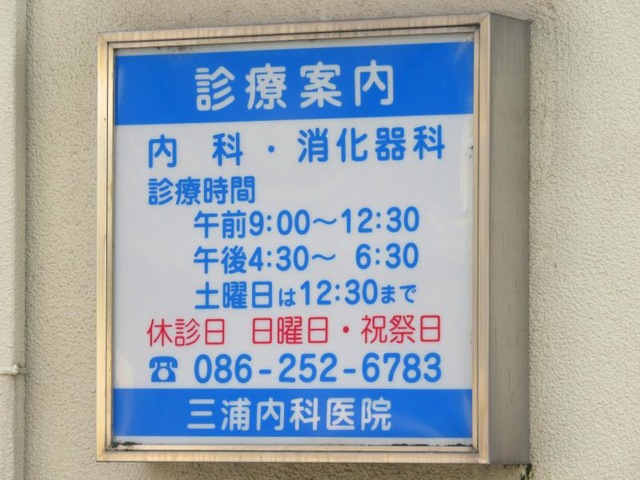 診療案内
内 科・消化器科
診療時間
午前9:00〜12:30
午後4:30〜 6:30
土曜日は12:30まで
休診日 日曜日・祝祭日
☎ 086-252-6783
三浦内科医院